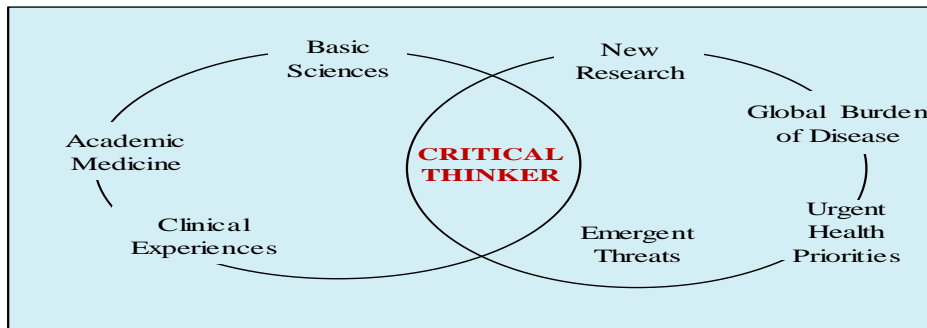 Basic
Sciences
New
Research
Academic
Medicine
Global Burden
of Disease
CRITICAL
THINKER
Clinical
Experiences
Emergent
Threats
Urgent
Health
Priorities